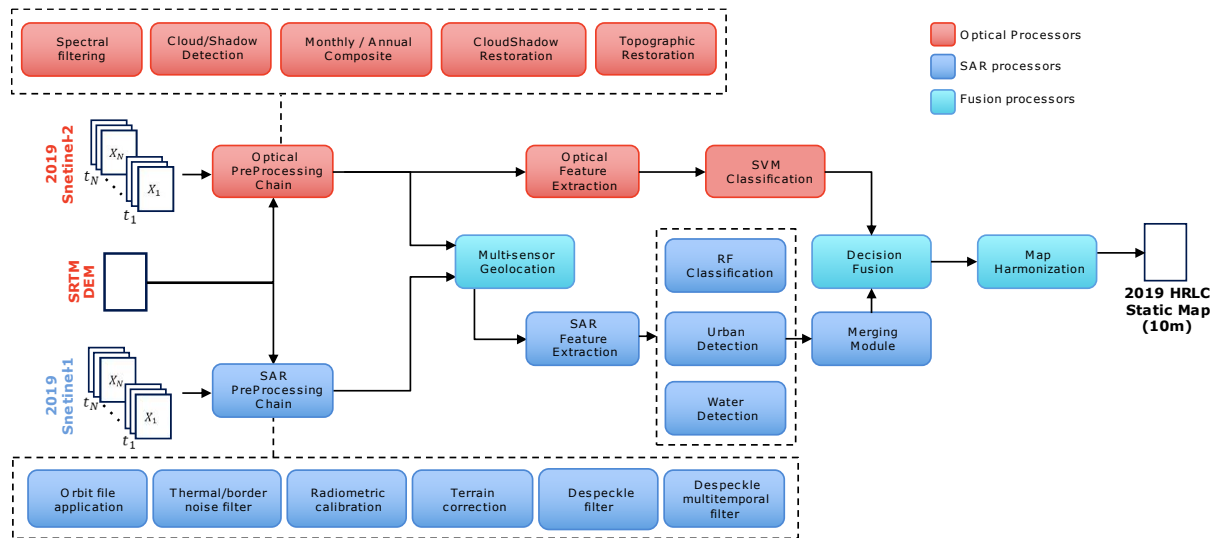 Spectral
filtering
Cloud/Shadow
Detection
Monthly / Annual
Composite
CloudShadow
Restoration
Topographic
Restoration
Optical Processors
SAR processors
Fusion processors
2019
Snetinel-2
X_N
t_N
X_1
t_1
Optical
PreProcessing
Chain
Optical
Feature
Extraction
SVM
Classification
SRTM
DEM
Multi-sensor
Geolocation
RF
Classification
Decision
Fusion
Map
Harmonization
2019 HRLC
Static Map
(10m)
SAR
Feature
Extraction
Urban
Detection
Merging
Module
2019
Snetinel-1
X_N
t_N
X_1
t_1
SAR
PreProcessing
Chain
Water
Detection
Orbit file
application
Thermal/border
noise filter
Radiometric
calibration
Terrain
correction
Despeckle
filter
Despeckle
multitemporal
filter